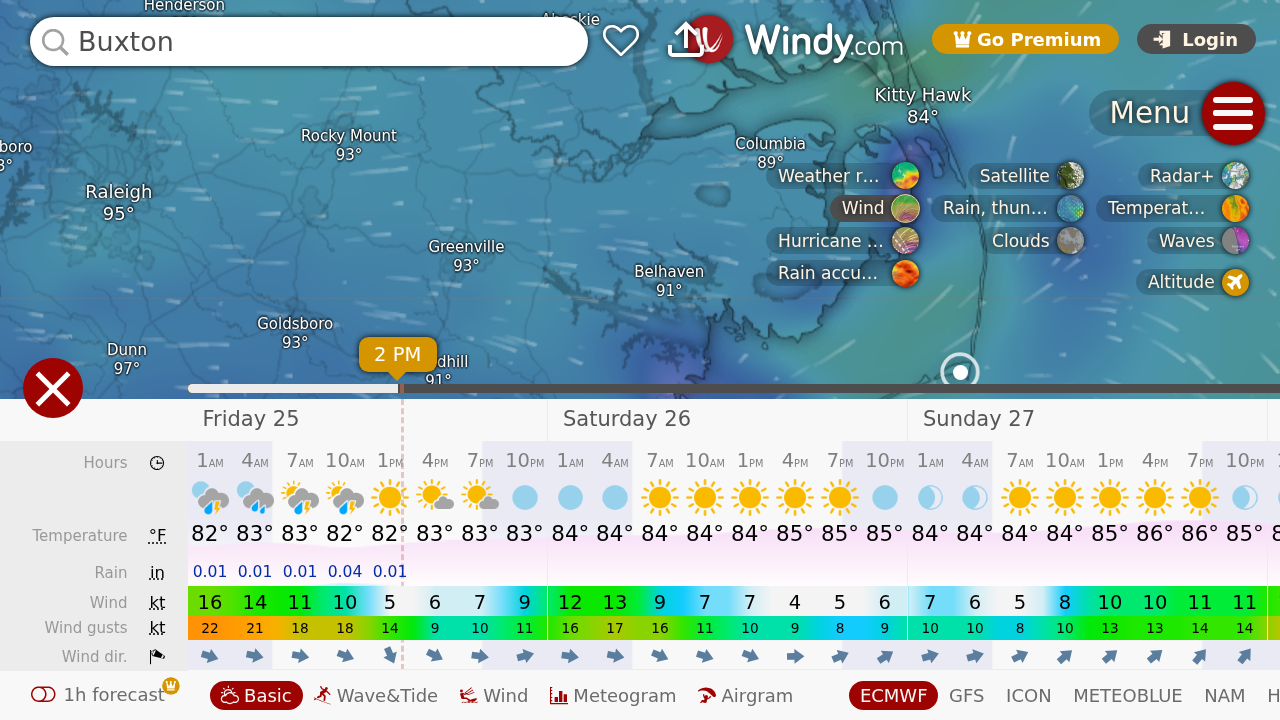 Henderson
Buxton
Windy.com
Go Premium
Login
Kitty Hawk
84°
Menu
Rocky Mount
93°
Columbia
89°
Raleigh
95°
Weather r...
Satellite
Radar+
Wind
Rain, thun...
Temperat...
Hurricane ...
Clouds
Waves
Rain accu...
Altitude
Greenville
93°
Belhaven
91°
Goldsboro
93°
Dunn
97°
2 PM
dhill
91°
Friday 25
Saturday 26
Sunday 27
Hours
1AM 4AM 7AM 10AM 1PM 4PM 7PM 10PM 1AM 4AM 7AM 10AM 1PM 4PM 7PM 10PM 1AM 4AM 7AM 10AM 1PM 4PM 7PM 10PM
Temperature °F 82° 83° 83° 82° 82° 83° 83° 83° 84° 84° 84° 84° 84° 85° 85° 85° 84° 84° 84° 84° 85° 86° 86° 85° 8
Rain in 0.01 0.01 0.01 0.04 0.01
Wind kt 16 14 11 10 5 6 7 9 12 13 9 7 7 4 5 6 7 6 5 8 10 10 11 11
Wind gusts kt 22 21 18 18 14 9 10 11 16 17 16 11 10 9 8 9 10 10 8 10 13 13 14 14
Wind dir.
1h forecast
Basic
Wave&Tide
Wind
Meteogram
Airgram
ECMWF
GFS
ICON
METEOBLUE
NAM
H